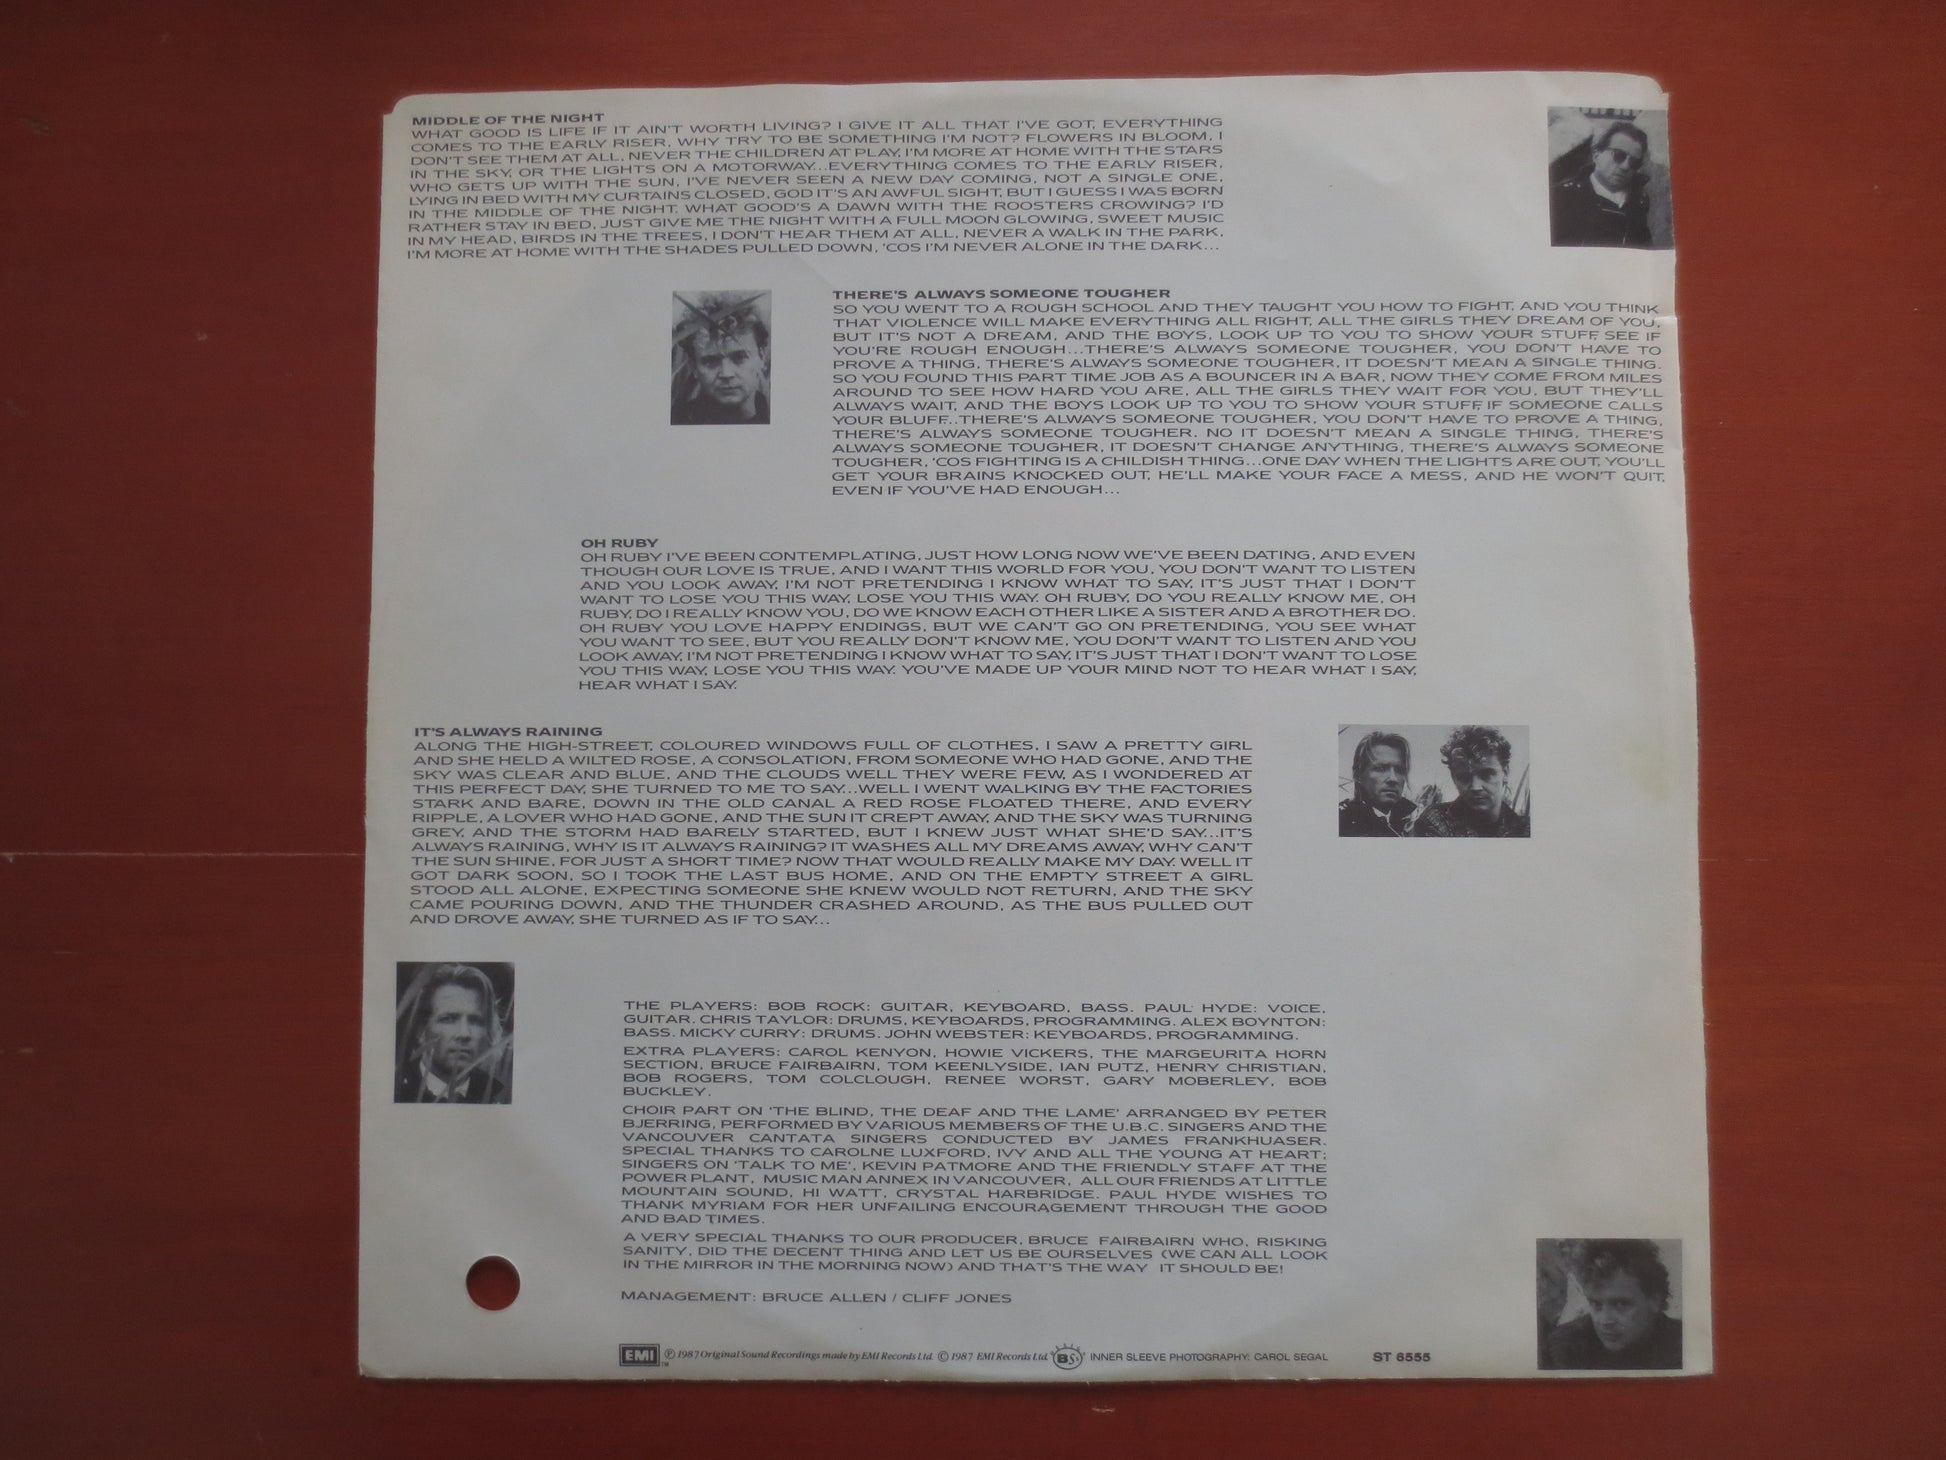 MIDDLE OF THE NIGHT
WHAT GOOD IS LIFE IF IT AIN'T WORTH LIVING? I GIVE IT ALL THAT I'VE GOT, EVERYTHING
COMES TO THE EARLY RISER, WHY TRY TO BE SOMETHING I'M NOT? FLOWERS IN BLOOM, I
DON'T SEE THEM AT ALL, NEVER THE CHILDREN AT PLAY, I'M MORE AT HOME WITH THE STARS
IN THE SKY, OR THE LIGHTS ON A MOTORWAY...EVERYTHING COMES TO THE EARLY RISER,
WHO GETS UP WITH THE SUN, I'VE NEVER SEEN A NEW DAY COMING, NOT A SINGLE ONE,
LYING IN BED WITH MY CURTAINS CLOSED, GOD IT'S AN AWFUL SIGHT, BUT I GUESS I WAS BORN
IN THE MIDDLE OF THE NIGHT. WHAT GOOD'S A DAWN WITH THE ROOSTERS CROWING? I'D
RATHER STAY IN BED, JUST GIVE ME THE NIGHT WITH A FULL MOON GLOWING, SWEET MUSIC
IN MY HEAD, BIRDS IN THE TREES, I DON'T HEAR THEM AT ALL, NEVER A WALK IN THE PARK,
I'M MORE AT HOME WITH THE SHADES PULLED DOWN, 'COS I'M NEVER ALONE IN THE DARK...
THERE'S ALWAYS SOMEONE TOUGHER
SO YOU WENT TO A ROUGH SCHOOL AND THEY TAUGHT YOU HOW TO FIGHT, AND YOU THINK
THAT VIOLENCE WILL MAKE EVERYTHING ALL RIGHT, ALL THE GIRLS THEY DREAM OF YOU,
BUT IT'S NOT A DREAM, AND THE BOYS, LOOK UP TO YOU TO SHOW YOUR STUFF, SEE IF
YOU'RE ROUGH ENOUGH...THERE'S ALWAYS SOMEONE TOUGHER, YOU DON'T HAVE TO
PROVE A THING, THERE'S ALWAYS SOMEONE TOUGHER, IT DOESN'T MEAN A SINGLE THING.
SO YOU FOUND THIS PART TIME JOB AS A BOUNCER IN A BAR, NOW THEY COME FROM MILES
AROUND TO SEE HOW HARD YOU ARE, ALL THE GIRLS THEY WAIT FOR YOU, BUT THEY'LL
ALWAYS WAIT, AND THE BOYS LOOK UP TO YOU TO SHOW YOUR STUFF, IF SOMEONE CALLS
YOUR BLUFF...THERE'S ALWAYS SOMEONE TOUGHER, YOU DON'T HAVE TO PROVE A THING,
THERE'S ALWAYS SOMEONE TOUGHER. NO IT DOESN'T MEAN A SINGLE THING, THERE'S
ALWAYS SOMEONE TOUGHER, IT DOESN'T CHANGE ANYTHING, THERE'S ALWAYS SOMEONE
TOUGHER, 'COS FIGHTING IS A CHILDISH THING...ONE DAY WHEN THE LIGHTS ARE OUT, YOU'LL
GET YOUR BRAINS KNOCKED OUT, HE'LL MAKE YOUR FACE A MESS, AND HE WON'T QUIT,
EVEN IF YOU'VE HAD ENOUGH...
OH RUBY
OH RUBY I'VE BEEN CONTEMPLATING, JUST HOW LONG NOW WE'VE BEEN DATING, AND EVEN
THOUGH OUR LOVE IS TRUE, AND I WANT THIS WORLD FOR YOU, YOU DON'T WANT TO LISTEN
AND YOU LOOK AWAY, I'M NOT PRETENDING I KNOW WHAT TO SAY, IT'S JUST THAT I DON'T
WANT TO LOSE YOU THIS WAY, LOSE YOU THIS WAY. OH RUBY, DO YOU REALLY KNOW ME, OH
RUBY, DO I REALLY KNOW YOU, DO WE KNOW EACH OTHER LIKE A SISTER AND A BROTHER DO.
OH RUBY YOU LOVE HAPPY ENDINGS, BUT WE CAN'T GO ON PRETENDING, YOU SEE WHAT
YOU WANT TO SEE, BUT YOU REALLY DON'T KNOW ME, YOU DON'T WANT TO LISTEN AND YOU
LOOK AWAY, I'M NOT PRETENDING I KNOW WHAT TO SAY, IT'S JUST THAT I DON'T WANT TO LOSE
YOU THIS WAY, LOSE YOU THIS WAY. YOU'VE MADE UP YOUR MIND NOT TO HEAR WHAT I SAY,
HEAR WHAT I SAY.
IT'S ALWAYS RAINING
ALONG THE HIGH-STREET, COLOURED WINDOWS FULL OF CLOTHES, I SAW A PRETTY GIRL
AND SHE HELD A WILTED ROSE, A CONSOLATION, FROM SOMEONE WHO HAD GONE, AND THE
SKY WAS CLEAR AND BLUE, AND THE CLOUDS WELL THEY WERE FEW, AS I WONDERED AT
THIS PERFECT DAY, SHE TURNED TO ME TO SAY...WELL I WENT WALKING BY THE FACTORIES
STARK AND BARE, DOWN IN THE OLD CANAL A RED ROSE FLOATED THERE, AND EVERY
RIPPLE, A LOVER WHO HAD GONE, AND THE SUN IT CREPT AWAY, AND THE SKY WAS TURNING
GREY, AND THE STORM HAD BARELY STARTED, BUT I KNEW JUST WHAT SHE'D SAY...IT'S
ALWAYS RAINING, WHY IS IT ALWAYS RAINING? IT WASHES ALL MY DREAMS AWAY, WHY CAN'T
THE SUN SHINE, FOR JUST A SHORT TIME? NOW THAT WOULD REALLY MAKE MY DAY. WELL IT
GOT DARK SOON, SO I TOOK THE LAST BUS HOME, AND ON THE EMPTY STREET A GIRL
STOOD ALL ALONE, EXPECTING SOMEONE SHE KNEW WOULD NOT RETURN, AND THE SKY
CAME POURING DOWN, AND THE THUNDER CRASHED AROUND, AS THE BUS PULLED OUT
AND DROVE AWAY, SHE TURNED AS IF TO SAY...
THE PLAYERS: BOB ROCK: GUITAR, KEYBOARD, BASS. PAUL HYDE: VOICE,
GUITAR. CHRIS TAYLOR: DRUMS, KEYBOARDS, PROGRAMMING. ALEX BOYNTON:
BASS. MICKY CURRY: DRUMS. JOHN WEBSTER: KEYBOARDS, PROGRAMMING.
EXTRA PLAYERS: CAROL KENYON, HOWIE VICKERS, THE MARGEURITA HORN
SECTION, BRUCE FAIRBAIRN, TOM KEENLYSIDE, IAN PUTZ, HENRY CHRISTIAN,
BOB ROGERS, TOM COLCLOUGH, RENEE WORST, GARY MOBERLEY, BOB
BUCKLEY.
CHOIR PART ON 'THE BLIND, THE DEAF AND THE LAME' ARRANGED BY PETER
BJERRING, PERFORMED BY VARIOUS MEMBERS OF THE U.B.C. SINGERS AND THE
VANCOUVER CANTATA SINGERS CONDUCTED BY JAMES FRANKHUASER.
SPECIAL THANKS TO CAROLNE LUXFORD, IVY AND ALL THE YOUNG AT HEART;
SINGERS ON 'TALK TO ME', KEVIN PATMORE AND THE FRIENDLY STAFF AT THE
POWER PLANT, MUSIC MAN ANNEX IN VANCOUVER, ALL OUR FRIENDS AT LITTLE
MOUNTAIN SOUND, HI WATT, CRYSTAL HARBRIDGE. PAUL HYDE WISHES TO
THANK MYRIAM FOR HER UNFAILING ENCOURAGEMENT THROUGH THE GOOD
AND BAD TIMES.
A VERY SPECIAL THANKS TO OUR PRODUCER, BRUCE FAIRBAIRN WHO, RISKING
SANITY, DID THE DECENT THING AND LET US BE OURSELVES (WE CAN ALL LOOK
IN THE MIRROR IN THE MORNING NOW) AND THAT'S THE WAY IT SHOULD BE!
MANAGEMENT: BRUCE ALLEN / CLIFF JONES
EMI TM ℗ 1987 Original Sound Recordings made by EMI Records Ltd. © 1987 EMI Records Ltd. BS INNER SLEEVE PHOTOGRAPHY: CAROL SEGAL ST 6555